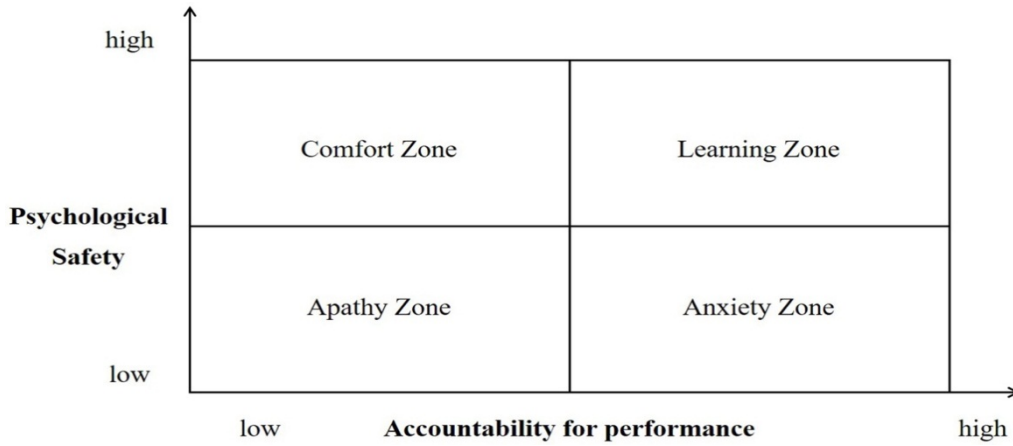 high
Comfort Zone
Learning Zone
Psychological
Safety
Apathy Zone
Anxiety Zone
low
low
Accountability for performance
high